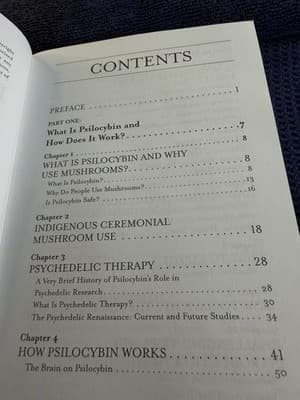 CONTENTS
PREFACE 1
PART ONE:
What Is Psilocybin and
How Does It Work? 7
Chapter 1 8
WHAT IS PSILOCYBIN AND WHY
USE MUSHROOMS? 8
What Is Psilocybin? 8
Why Do People Use Mushrooms? 13
Is Psilocybin Safe? 16
Chapter 2
INDIGENOUS CEREMONIAL
MUSHROOM USE 18
Chapter 3
PSYCHEDELIC THERAPY 28
A Very Brief History of Psilocybin's Role in
Psychedelic Research 28
What Is Psychedelic Therapy? 30
The Psychedelic Renaissance: Current and Future Studies 34
Chapter 4
HOW PSILOCYBIN WORKS 41
The Brain on Psilocybin 50